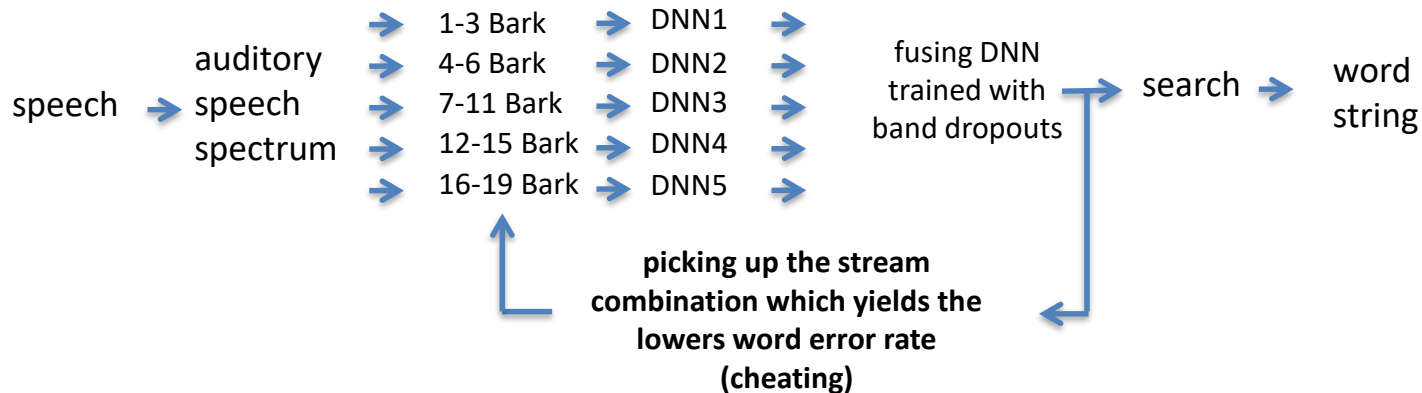 speech
auditory
speech
spectrum
1-3 Bark
4-6 Bark
7-11 Bark
12-15 Bark
16-19 Bark
DNN1
DNN2
DNN3
DNN4
DNN5
fusing DNN
trained with
band dropouts
search
word
string
picking up the stream
combination which yields the
lowers word error rate
(cheating)